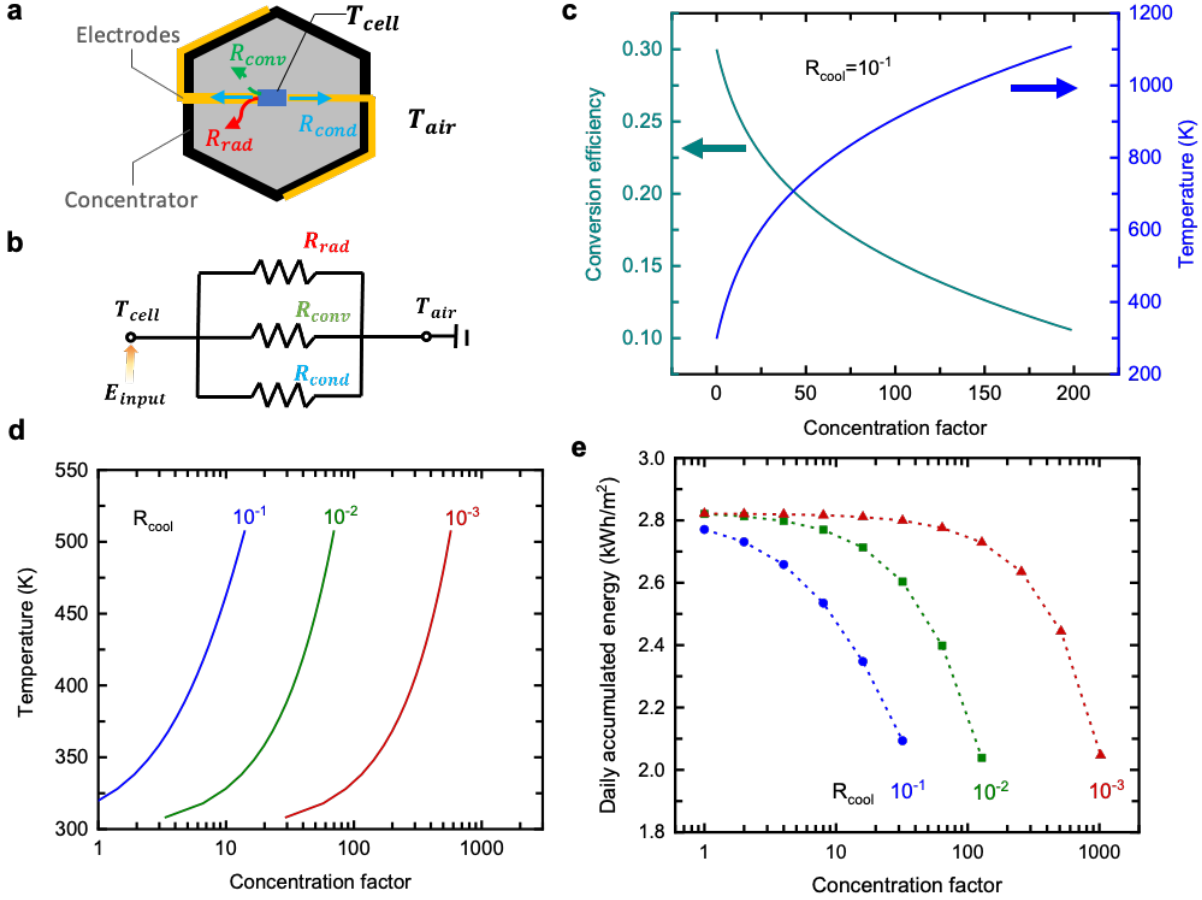 a
T_cell
Electrodes
R_conv
R_rad
R_cond
T_air
Concentrator
b
R_rad
T_cell
R_conv
T_air
R_cond
E_input
c
R_cool=10^-1
0.30
0.25
0.20
0.15
0.10
Conversion efficiency
1200
1000
800
600
400
200
Temperature (K)
0 50 100 150 200
Concentration factor
d
550
500
450
400
350
300
Temperature (K)
R_cool 10^-1 10^-2 10^-3
1 10 100 1000
Concentration factor
e
3.0
2.8
2.6
2.4
2.2
2.0
1.8
Daily accumulated energy (kWh/m²)
R_cool 10^-1 10^-2 10^-3
1 10 100 1000
Concentration factor